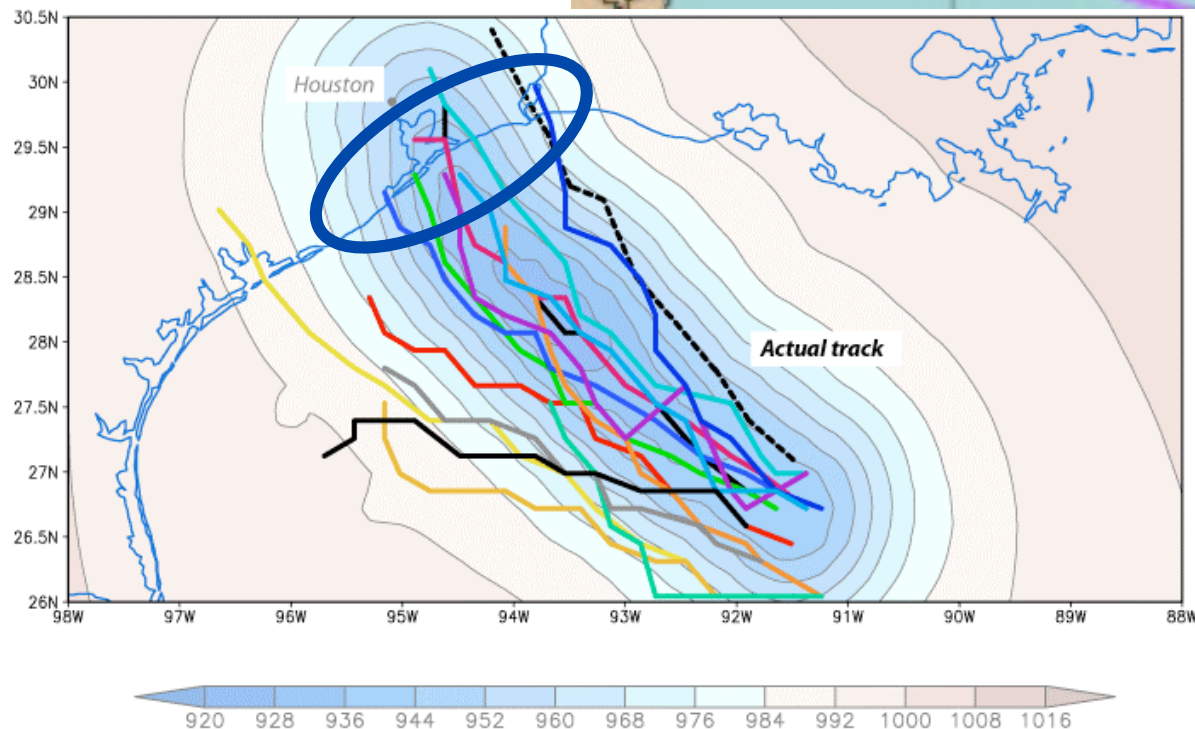 30.5N
Houston
30N
29.5N
29N
28.5N
28N
Actual track
27.5N
27N
26.5N
26N
98W 97W 96W 95W 94W 93W 92W 91W 90W 89W 88W
920 928 936 944 952 960 968 976 984 992 1000 1008 1016